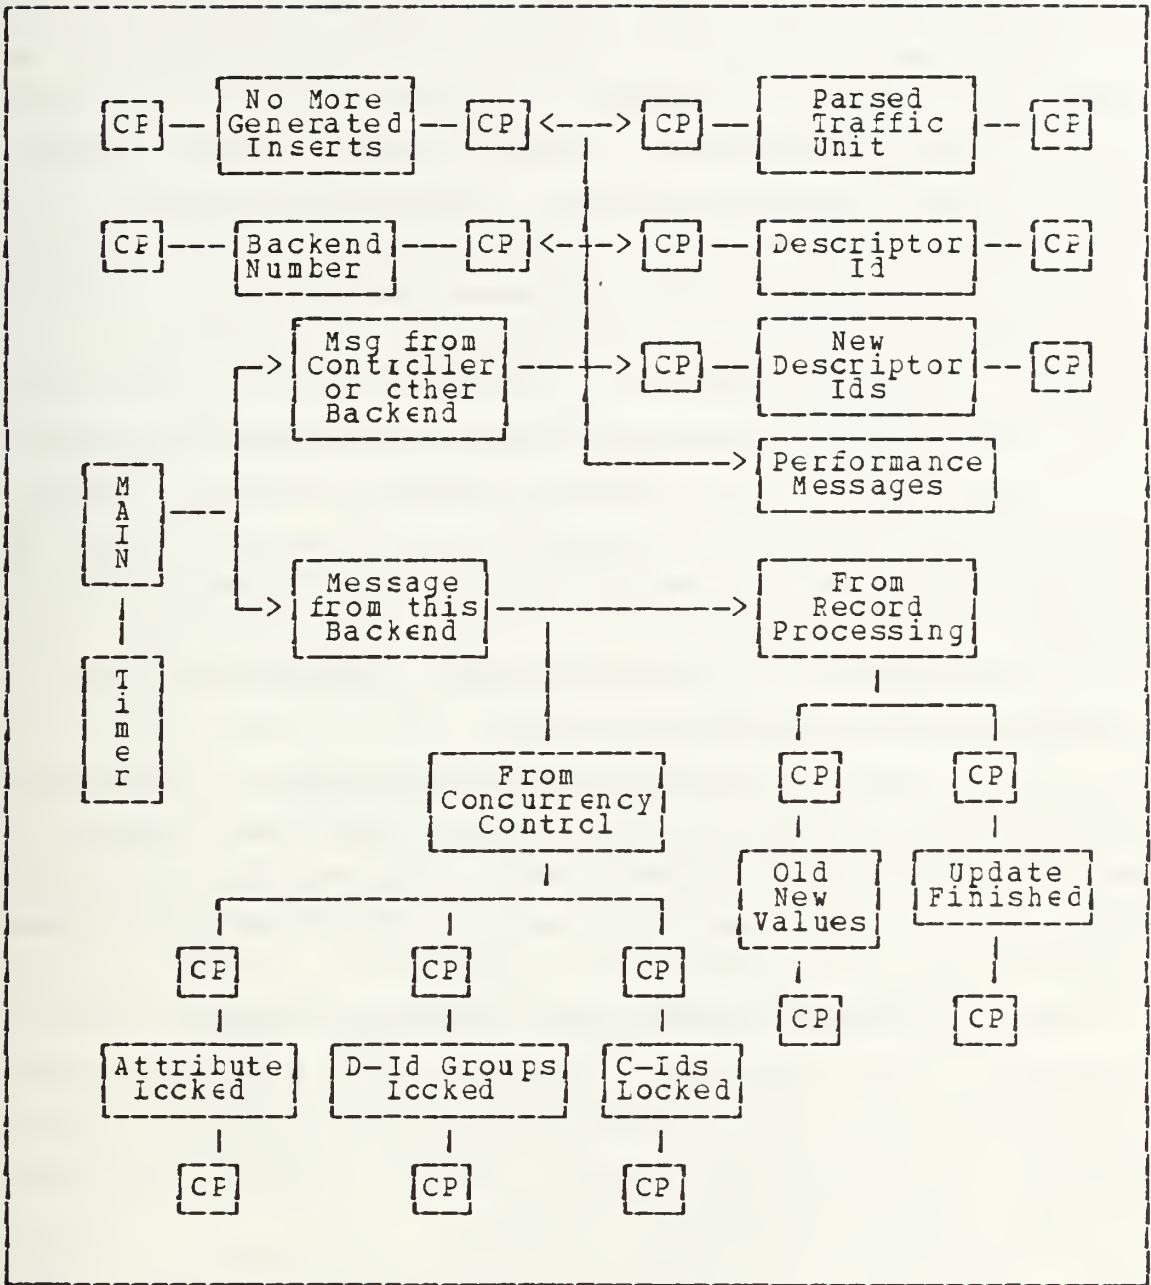 CP
No More
Generated
Inserts
CP
<--->
CP
Parsed
Traffic
Unit
CP
CP
Backend
Number
CP
<--->
CP
Descriptor
Id
CP
Msg from
Controller
or other
Backend
CP
New
Descriptor
Ids
CP
Performance
Messages
M
A
I
N
Message
from this
Backend
From
Record
Processing
T
i
m
e
r
CP
CP
From
Concurrency
Control
Old
New
Values
Update
Finished
CP
CP
CP
CP
CP
Attribute
Locked
D-Id Groups
Locked
C-Ids
Locked
CP
CP
CP